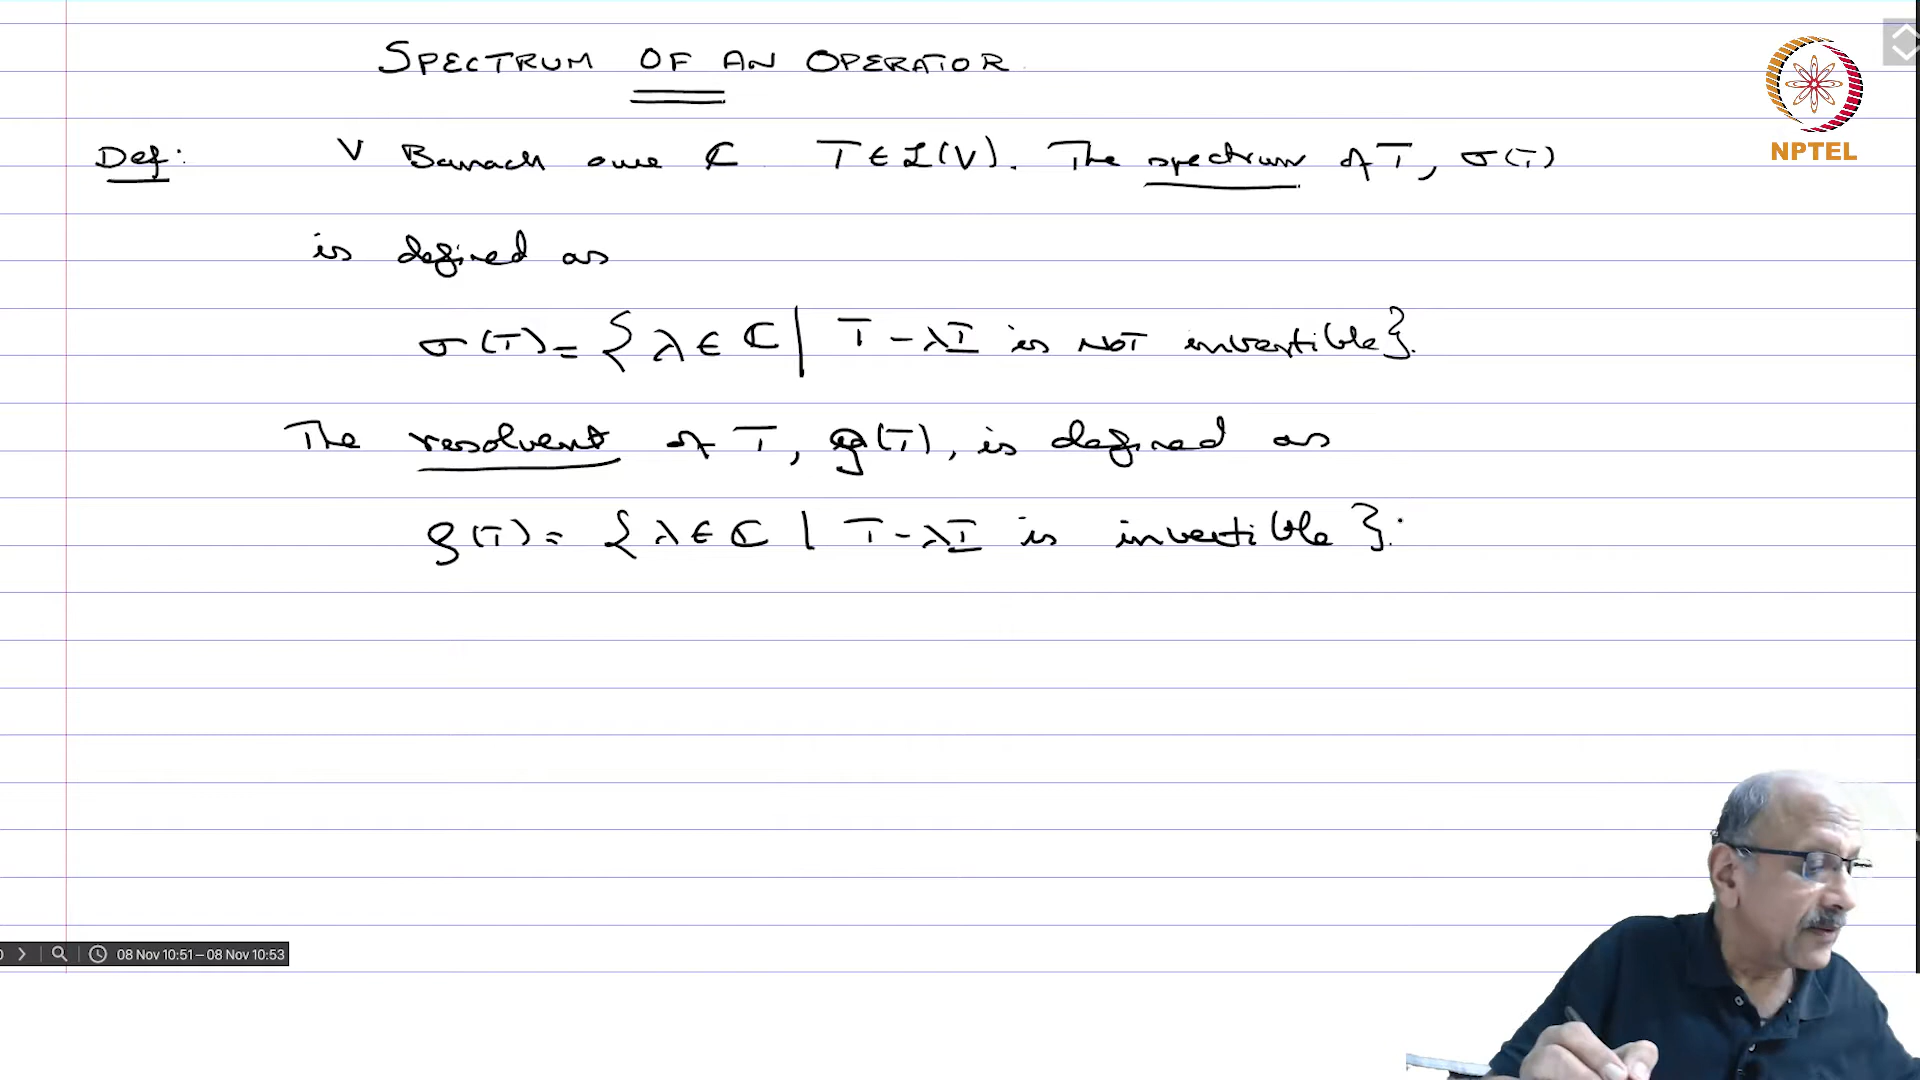 SPECTRUM OF AN OPERATOR
NPTEL
Def: V Banach over ℂ T ∈ ℒ(V). The spectrum of T, σ(T)
is defined as
σ(T) = { λ ∈ ℂ | T - λI is NOT invertible}.
The resolvent of T, ρ(T), is defined as
ρ(T) = { λ ∈ ℂ | T - λI is invertible }.
08 Nov 10:51 – 08 Nov 10:53